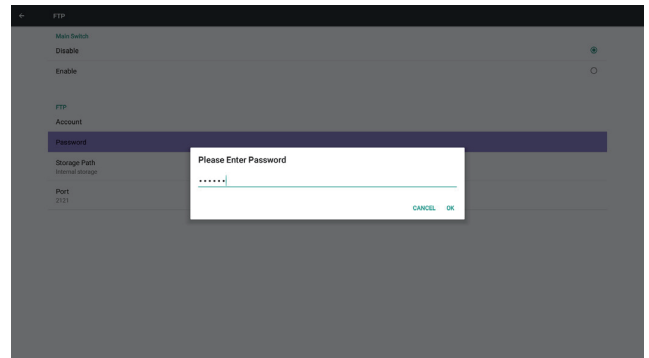 FTP
Main Switch
Disable
Enable
FTP
Account
Password
Storage Path
Internal storage
Port
2121
Please Enter Password
••••••
CANCEL OK